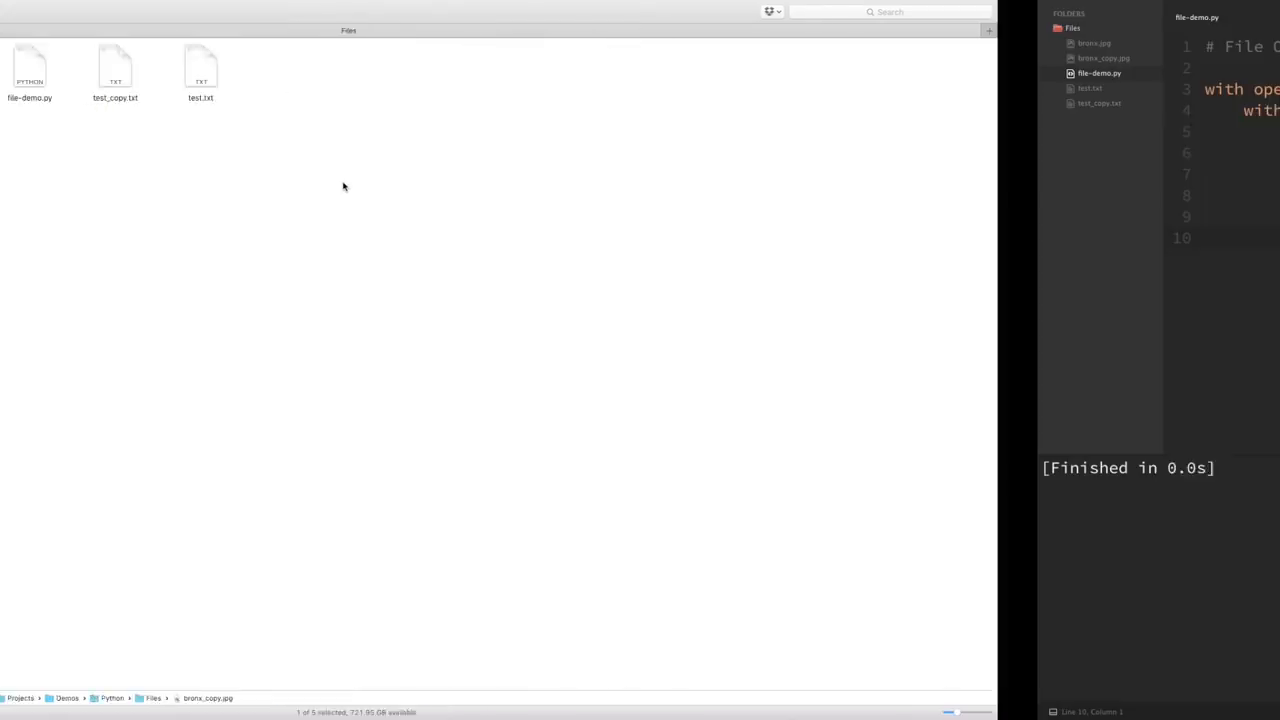 Search
Files
PYTHON
TXT
TXT
file-demo.py
test_copy.txt
test.txt
Projects
Demos
Python
Files
bronx_copy.jpg
1 of 5 selected, 721.95 GB available
FOLDERS
Files
bronx.jpg
bronx_copy.jpg
file-demo.py
test.txt
test_copy.txt
file-demo.py
1 # File O
2
3 with ope
4 with
5
6
7
8
9
10
[Finished in 0.0s]
Line 10, Column 1